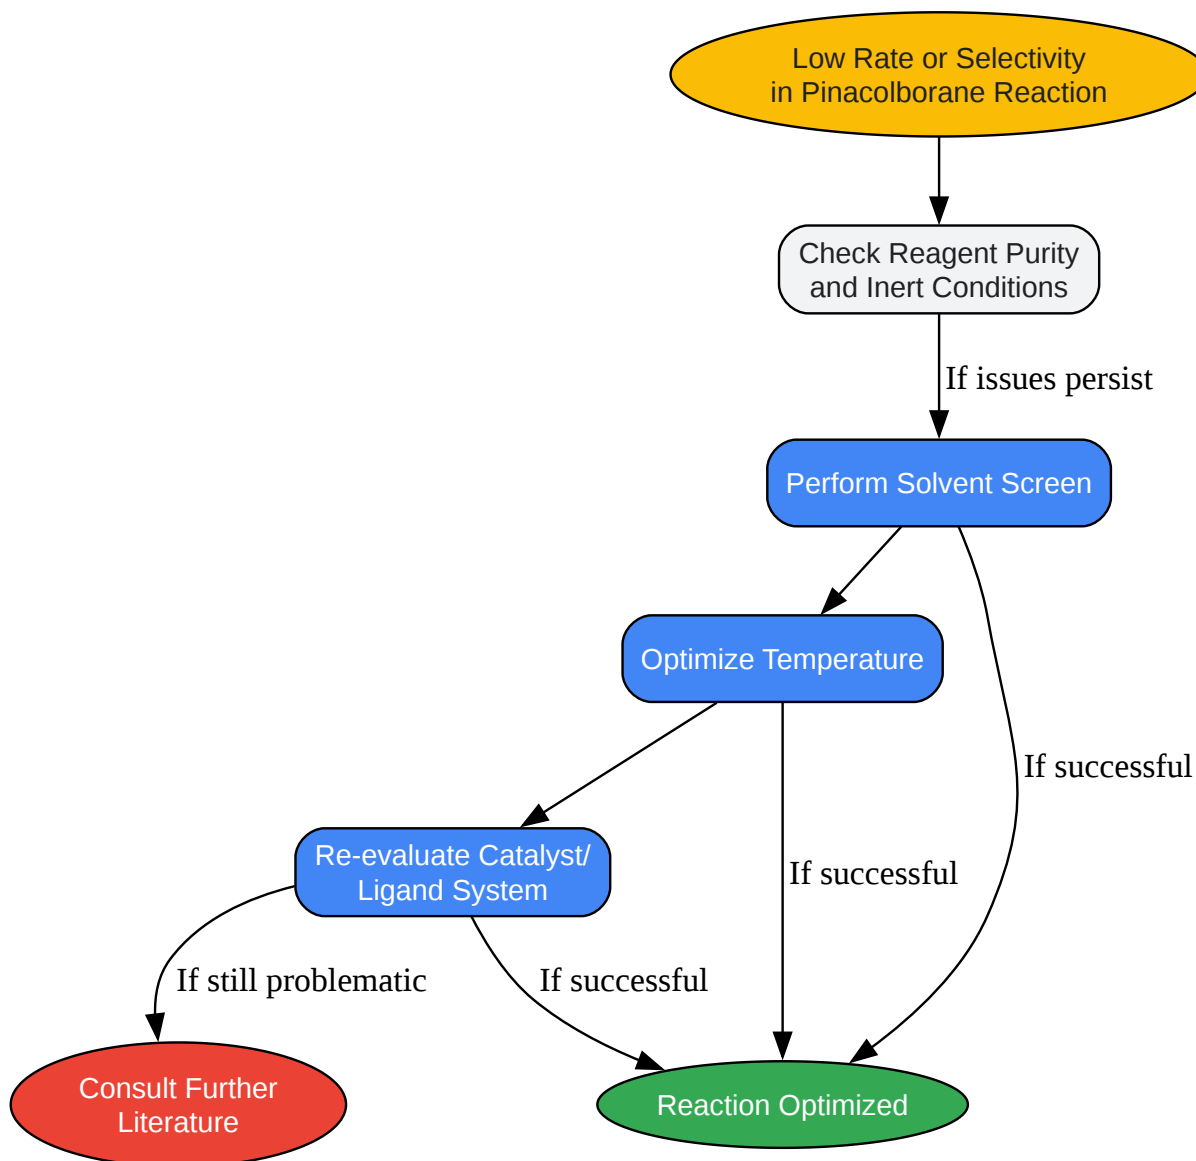 Low Rate or Selectivity
in Pinacolborane Reaction
Check Reagent Purity
and Inert Conditions
If issues persist
Perform Solvent Screen
Optimize Temperature
If successful
Re-evaluate Catalyst/
Ligand System
If successful
If still problematic
If successful
Consult Further
Literature
Reaction Optimized